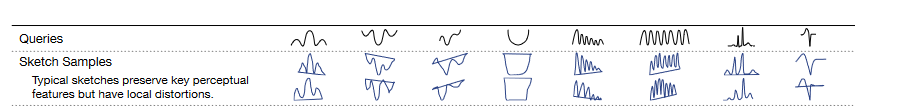 Queries
Sketch Samples
Typical sketches preserve key perceptual
features but have local distortions.